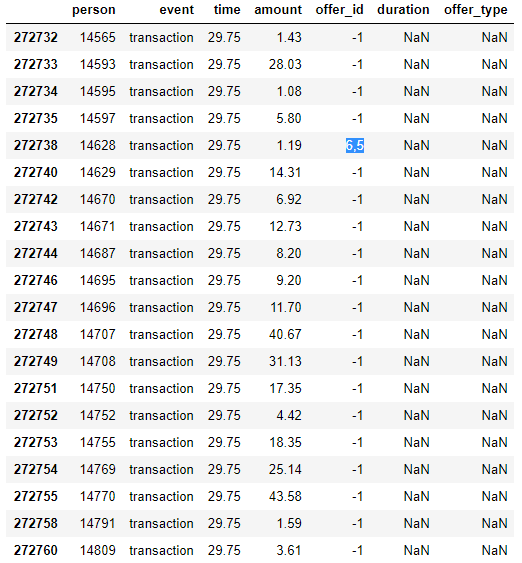 person event time amount offer_id duration offer_type
272732 14565 transaction 29.75 1.43 -1 NaN NaN
272733 14593 transaction 29.75 28.03 -1 NaN NaN
272734 14595 transaction 29.75 1.08 -1 NaN NaN
272735 14597 transaction 29.75 5.80 -1 NaN NaN
272738 14628 transaction 29.75 1.19 6,5 NaN NaN
272740 14629 transaction 29.75 14.31 -1 NaN NaN
272742 14670 transaction 29.75 6.92 -1 NaN NaN
272743 14671 transaction 29.75 12.73 -1 NaN NaN
272744 14687 transaction 29.75 8.20 -1 NaN NaN
272746 14695 transaction 29.75 9.20 -1 NaN NaN
272747 14696 transaction 29.75 11.70 -1 NaN NaN
272748 14707 transaction 29.75 40.67 -1 NaN NaN
272749 14708 transaction 29.75 31.13 -1 NaN NaN
272751 14750 transaction 29.75 17.35 -1 NaN NaN
272752 14752 transaction 29.75 4.42 -1 NaN NaN
272753 14755 transaction 29.75 18.35 -1 NaN NaN
272754 14769 transaction 29.75 25.14 -1 NaN NaN
272755 14770 transaction 29.75 43.58 -1 NaN NaN
272758 14791 transaction 29.75 1.59 -1 NaN NaN
272760 14809 transaction 29.75 3.61 -1 NaN NaN